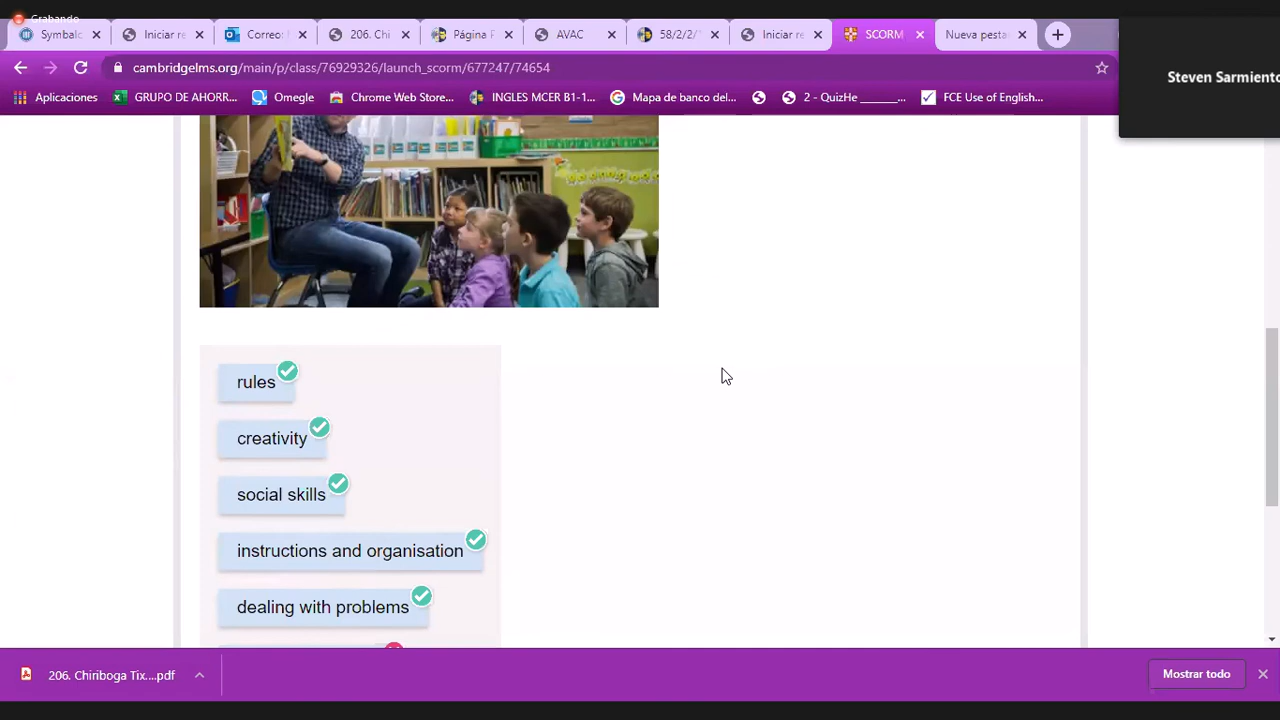 Grabando
Symbalo
Iniciar re
Correo:
206. Chi
Página P
AVAC
58/2/2/
Iniciar re
SCORM
Nueva pesta
cambridgelms.org/main/p/class/76929326/launch_scorm/677247/74654
Steven Sarmiento
Aplicaciones
GRUPO DE AHORR...
Omegle
Chrome Web Store...
INGLES MCER B1-1...
Mapa de banco del...
2 - QuizHe ______...
FCE Use of English...
rules
creativity
social skills
instructions and organisation
dealing with problems
206. Chiriboga Tix....pdf
Mostrar todo